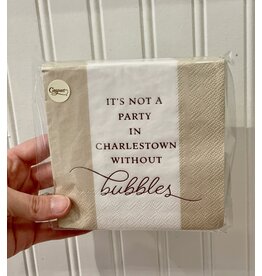 IT'S NOT A
PARTY
IN
CHARLESTOWN
WITHOUT
bubbles